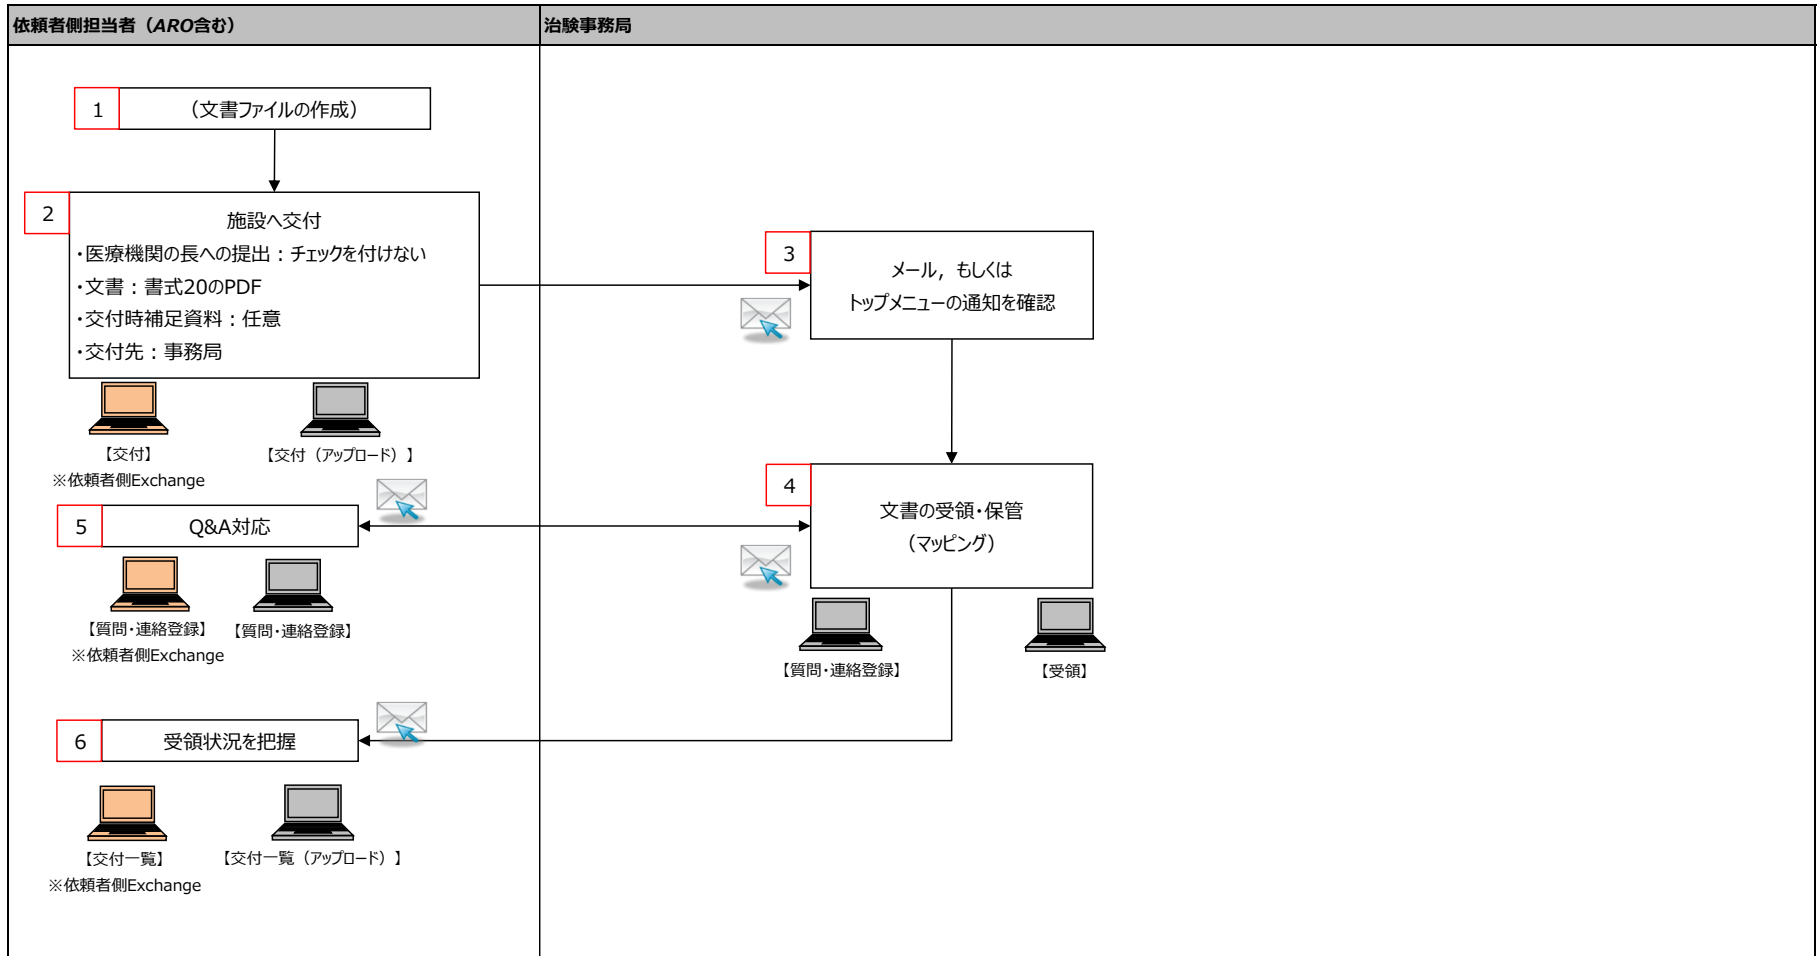 依頼者側担当者（ARO含む）
治験事務局
1
（文書ファイルの作成）
2
施設へ交付
・医療機関の長への提出：チェックを付けない
・文書：書式20のPDF
・交付時補足資料：任意
・交付先：事務局
【交付】
※依頼者側Exchange
【交付（アップロード）】
3
メール，もしくは
トップメニューの通知を確認
4
文書の受領・保管
（マッピング）
【質問・連絡登録】
【受領】
5
Q&A対応
【質問・連絡登録】
※依頼者側Exchange
【質問・連絡登録】
6
受領状況を把握
【交付一覧】
※依頼者側Exchange
【交付一覧（アップロード）】